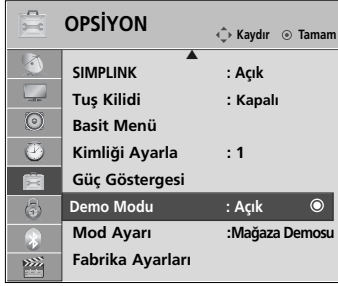 OPSİYON
Kaydır Tamam
SIMPLINK : Açık
Tuş Kilidi : Kapalı
Basit Menü
Kimliği Ayarla : 1
Güç Göstergesi
Demo Modu : Açık
Mod Ayarı :Mağaza Demosu
Fabrika Ayarları